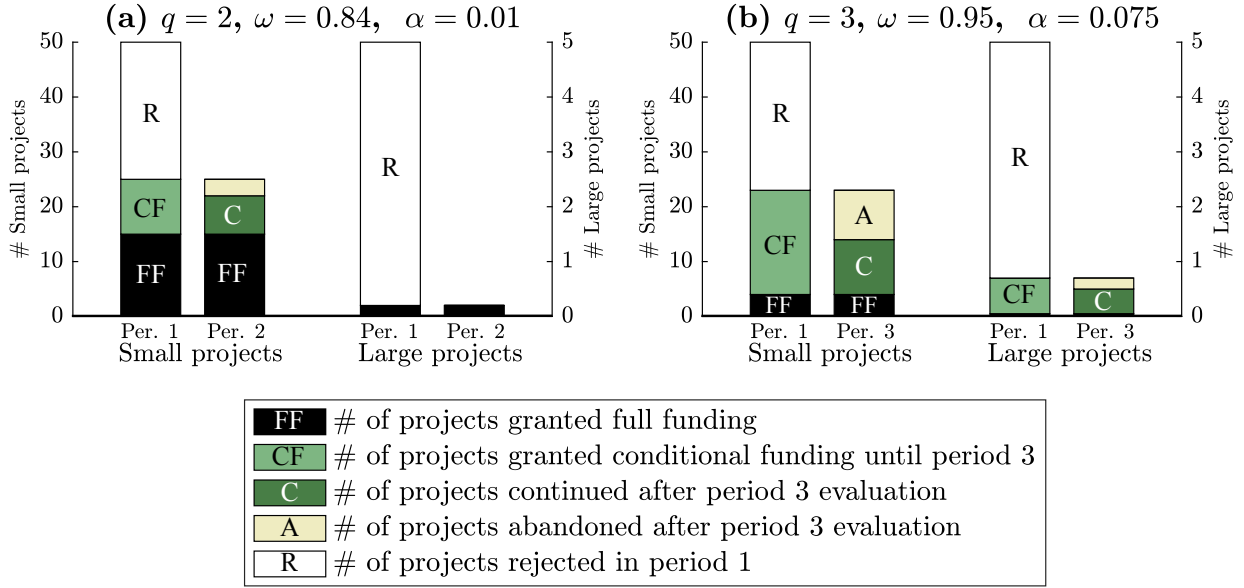 (a) q = 2, ω = 0.84, α = 0.01
50
40
30
20
10
0
# Small projects
R
CF
FF
C
FF
R
5
4
3
2
1
0
# Large projects
Per. 1 Per. 2 Per. 1 Per. 2
Small projects Large projects
(b) q = 3, ω = 0.95, α = 0.075
50
40
30
20
10
0
# Small projects
R
CF
FF
A
C
FF
R
CF
C
5
4
3
2
1
0
# Large projects
Per. 1 Per. 3 Per. 1 Per. 3
Small projects Large projects
FF # of projects granted full funding
CF # of projects granted conditional funding until period 3
C # of projects continued after period 3 evaluation
A # of projects abandoned after period 3 evaluation
R # of projects rejected in period 1